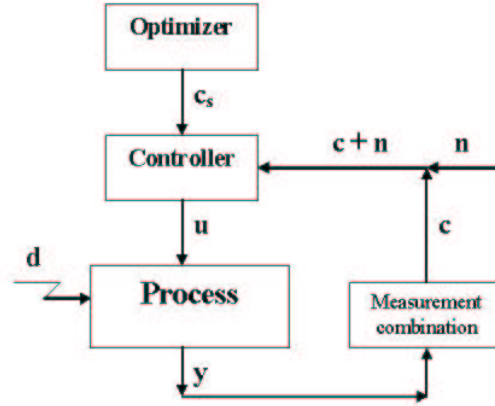 Optimizer
cs
Controller
c + n
n
u
c
d
Process
Measurement
combination
y